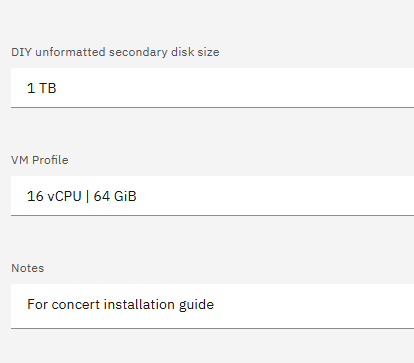 DIY unformatted secondary disk size
1 TB
VM Profile
16 vCPU | 64 GiB
Notes
For concert installation guide